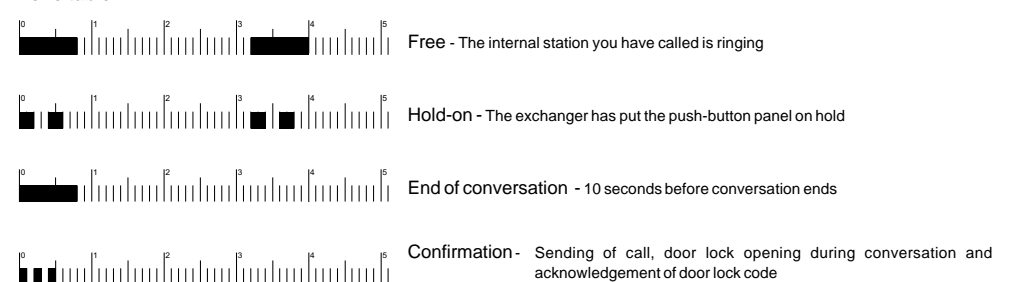 0 1 2 3 4 5
Free - The internal station you have called is ringing
0 1 2 3 4 5
Hold-on - The exchanger has put the push-button panel on hold
0 1 2 3 4 5
End of conversation - 10 seconds before conversation ends
0 1 2 3 4 5
Confirmation - Sending of call, door lock opening during conversation and
acknowledgement of door lock code